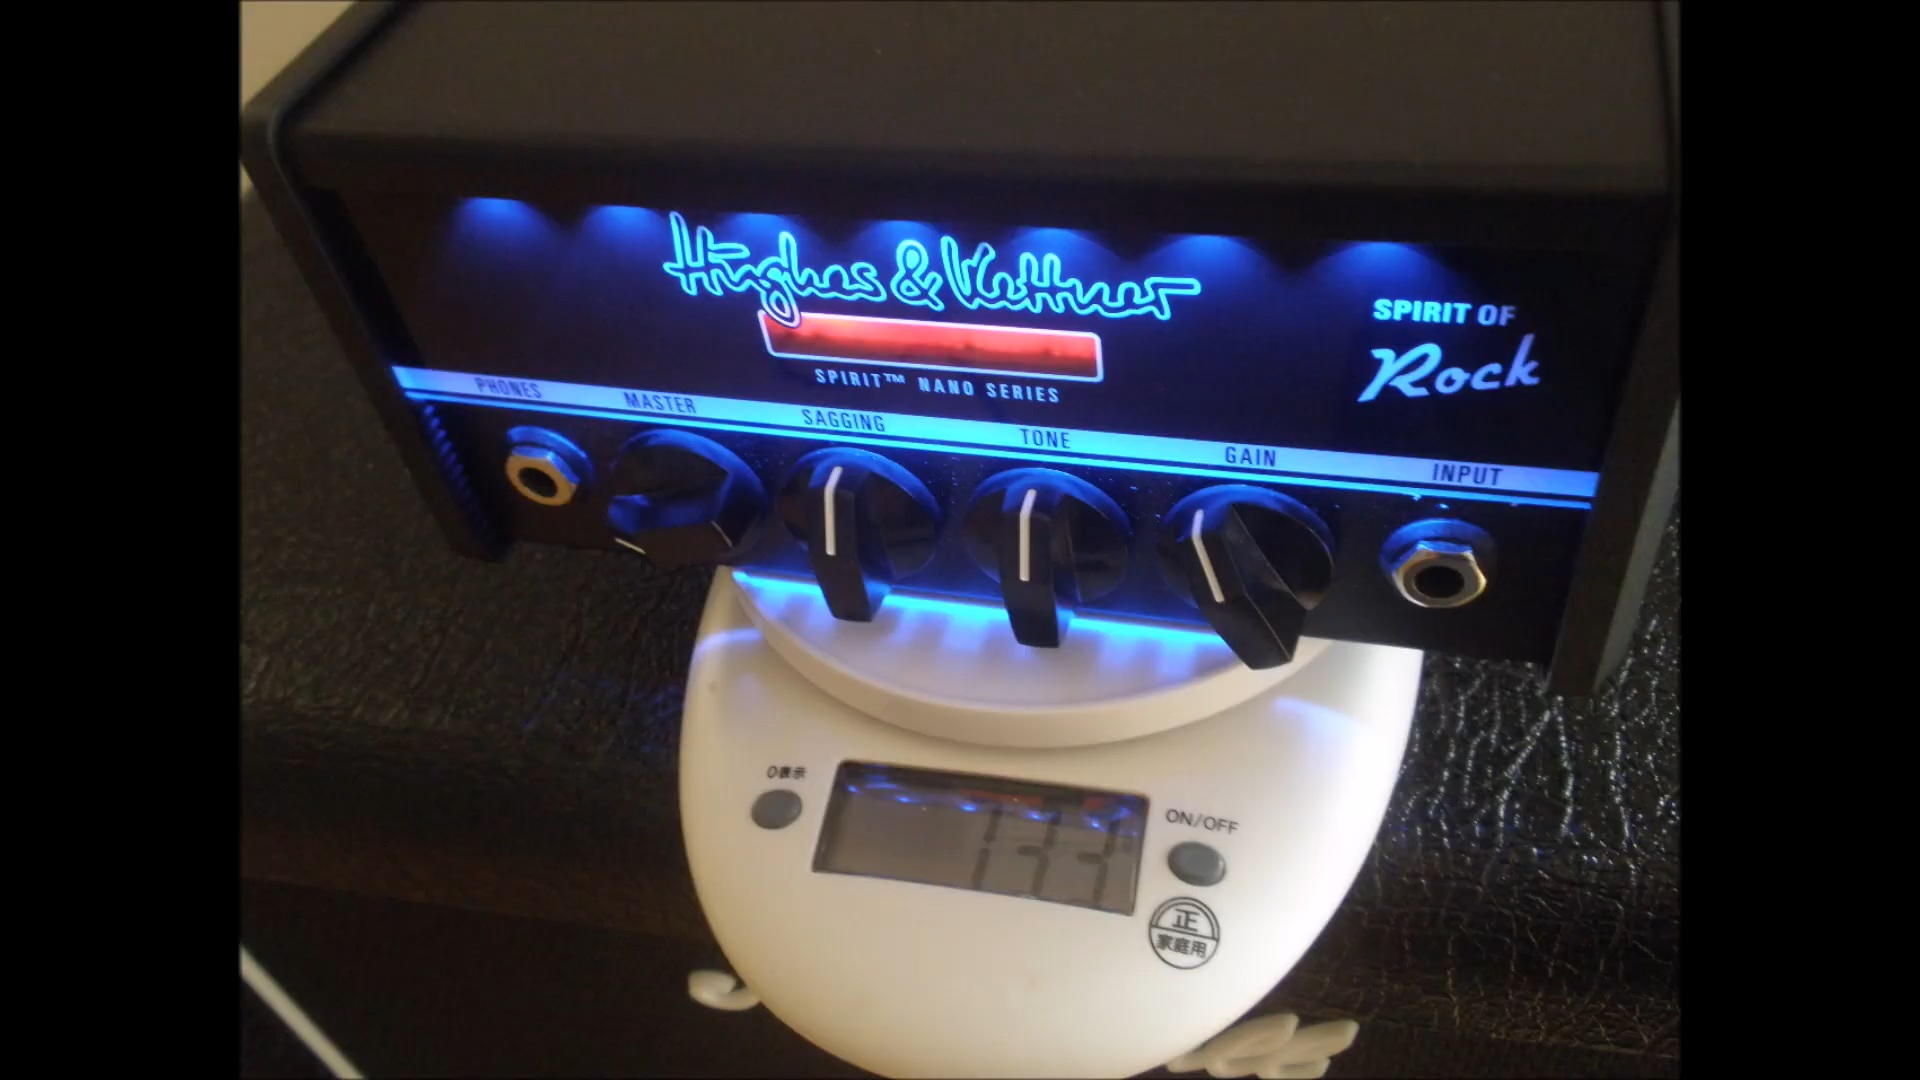 Hughes & Kettner
SPIRIT™ NANO SERIES
SPIRIT OF
Rock
PHONES
MASTER
SAGGING
TONE
GAIN
INPUT
0表示
133
ON/OFF
正
家庭用